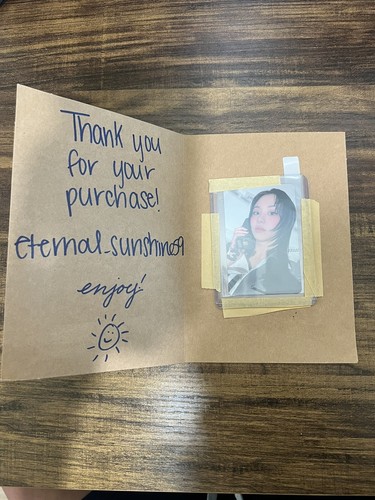 Thank you
for your
purchase!
eternal_sunshine09
enjoy!